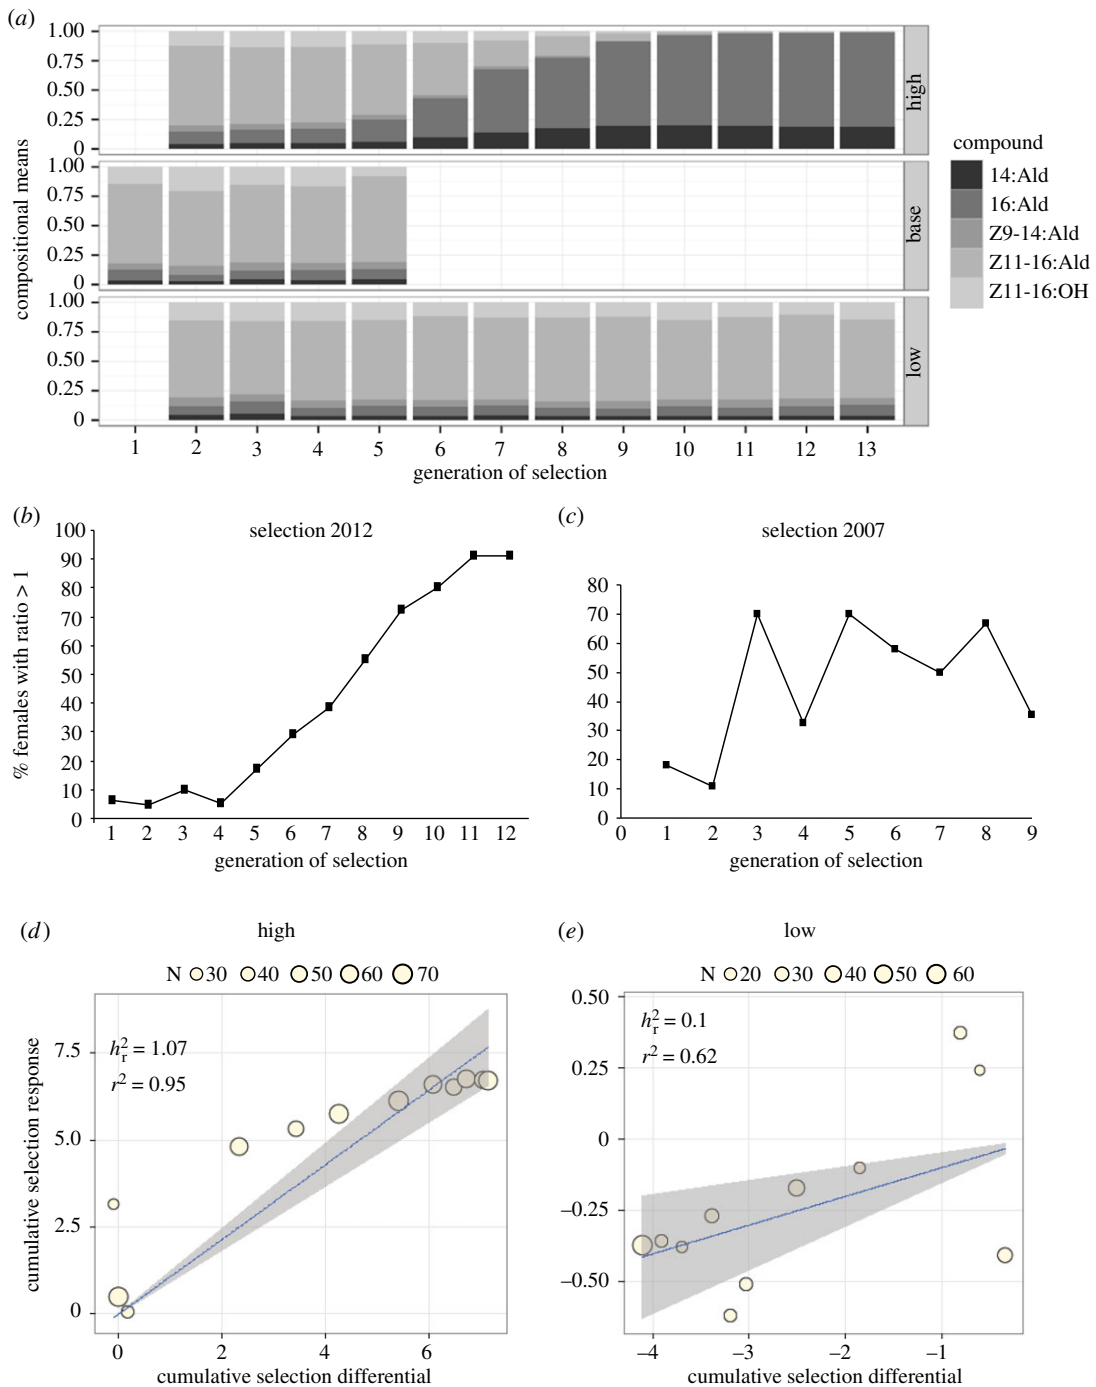 (a)
compositional means
1.00
0.75
0.50
0.25
0
high
1.00
0.75
0.50
0.25
0
base
1.00
0.75
0.50
0.25
0
low
1 2 3 4 5 6 7 8 9 10 11 12 13
generation of selection
compound
14:Ald
16:Ald
Z9-14:Ald
Z11-16:Ald
Z11-16:OH
(b)
selection 2012
% females with ratio > 1
100
90
80
70
60
50
40
30
20
10
0
1 2 3 4 5 6 7 8 9 10 11 12
generation of selection
(c)
selection 2007
80
70
60
50
40
30
20
10
0
0 1 2 3 4 5 6 7 8 9
generation of selection
(d)
high
N 30 40 50 60 70
h²r = 1.07
r² = 0.95
cumulative selection response
7.5
5.0
2.5
0
0 2 4 6
cumulative selection differential
(e)
low
N 20 30 40 50 60
h²r = 0.1
r² = 0.62
0.50
0.25
0
–0.25
–0.50
–4 –3 –2 –1
cumulative selection differential